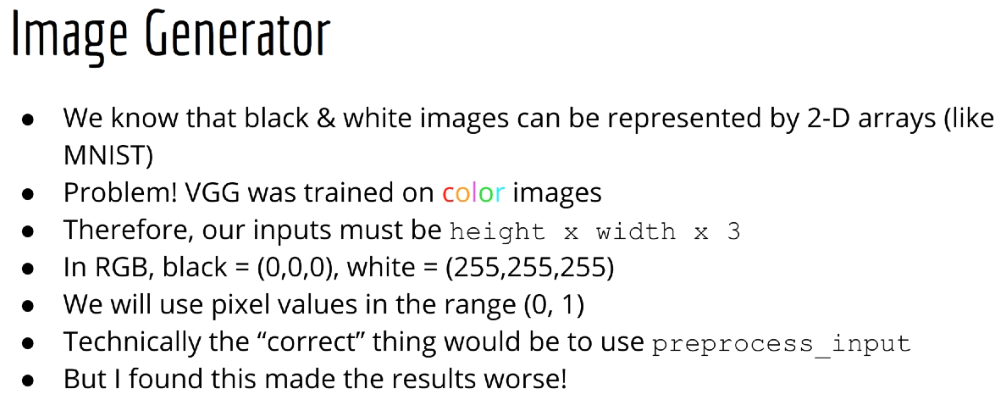 Image Generator
● We know that black & white images can be represented by 2-D arrays (like
MNIST)
● Problem! VGG was trained on color images
● Therefore, our inputs must be height x width x 3
● In RGB, black = (0,0,0), white = (255,255,255)
● We will use pixel values in the range (0, 1)
● Technically the “correct” thing would be to use preprocess_input
● But I found this made the results worse!